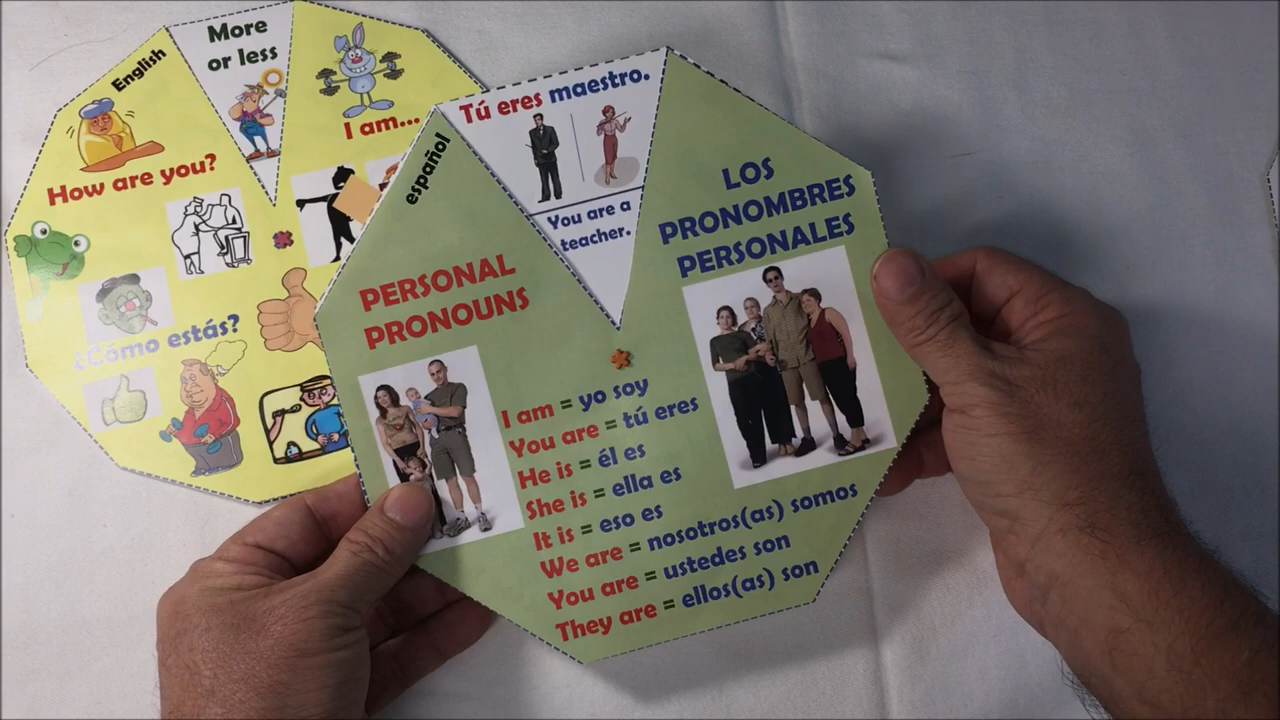 English
More
or less
I am...
How are you?
¿Cómo estás?
español
Tú eres maestro.
You are a
teacher.
PERSONAL
PRONOUNS
LOS
PRONOMBRES
PERSONALES
I am = yo soy
You are = tú eres
He is = él es
She is = ella es
It is = eso es
We are = nosotros(as) somos
You are = ustedes son
They are = ellos(as) son